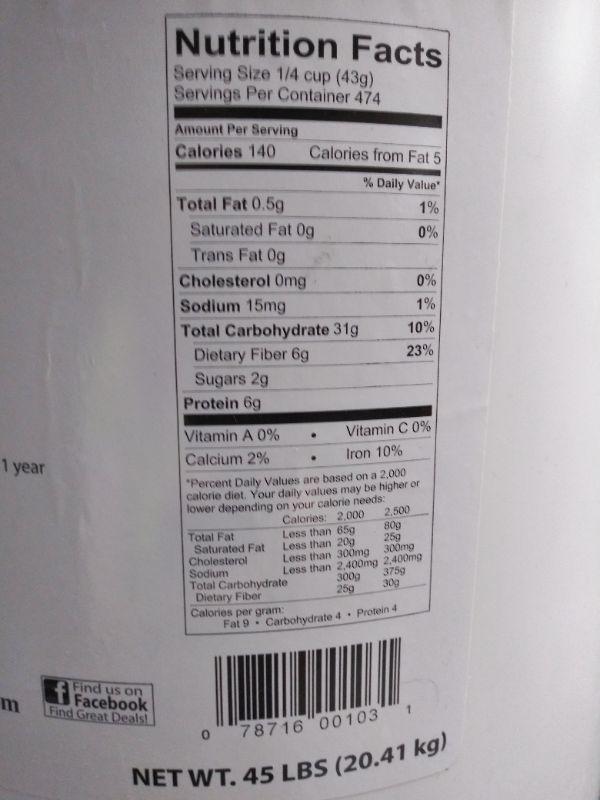 Nutrition Facts
Serving Size 1/4 cup (43g)
Servings Per Container 474
Amount Per Serving
Calories 140 Calories from Fat 5
% Daily Value*
Total Fat 0.5g 1%
Saturated Fat 0g 0%
Trans Fat 0g
Cholesterol 0mg 0%
Sodium 15mg 1%
Total Carbohydrate 31g 10%
Dietary Fiber 6g 23%
Sugars 2g
Protein 6g
Vitamin A 0% • Vitamin C 0%
Calcium 2% • Iron 10%
*Percent Daily Values are based on a 2,000
calorie diet. Your daily values may be higher or
lower depending on your calorie needs:
Calories: 2,000 2,500
Total Fat Less than 65g 80g
Saturated Fat Less than 20g 25g
Cholesterol Less than 300mg 300mg
Sodium Less than 2,400mg 2,400mg
Total Carbohydrate 300g 375g
Dietary Fiber 25g 30g
Calories per gram:
Fat 9 • Carbohydrate 4 • Protein 4
1 year
m
f Find us on
Facebook
Find Great Deals!
0 78716 00103 1
NET WT. 45 LBS (20.41 kg)